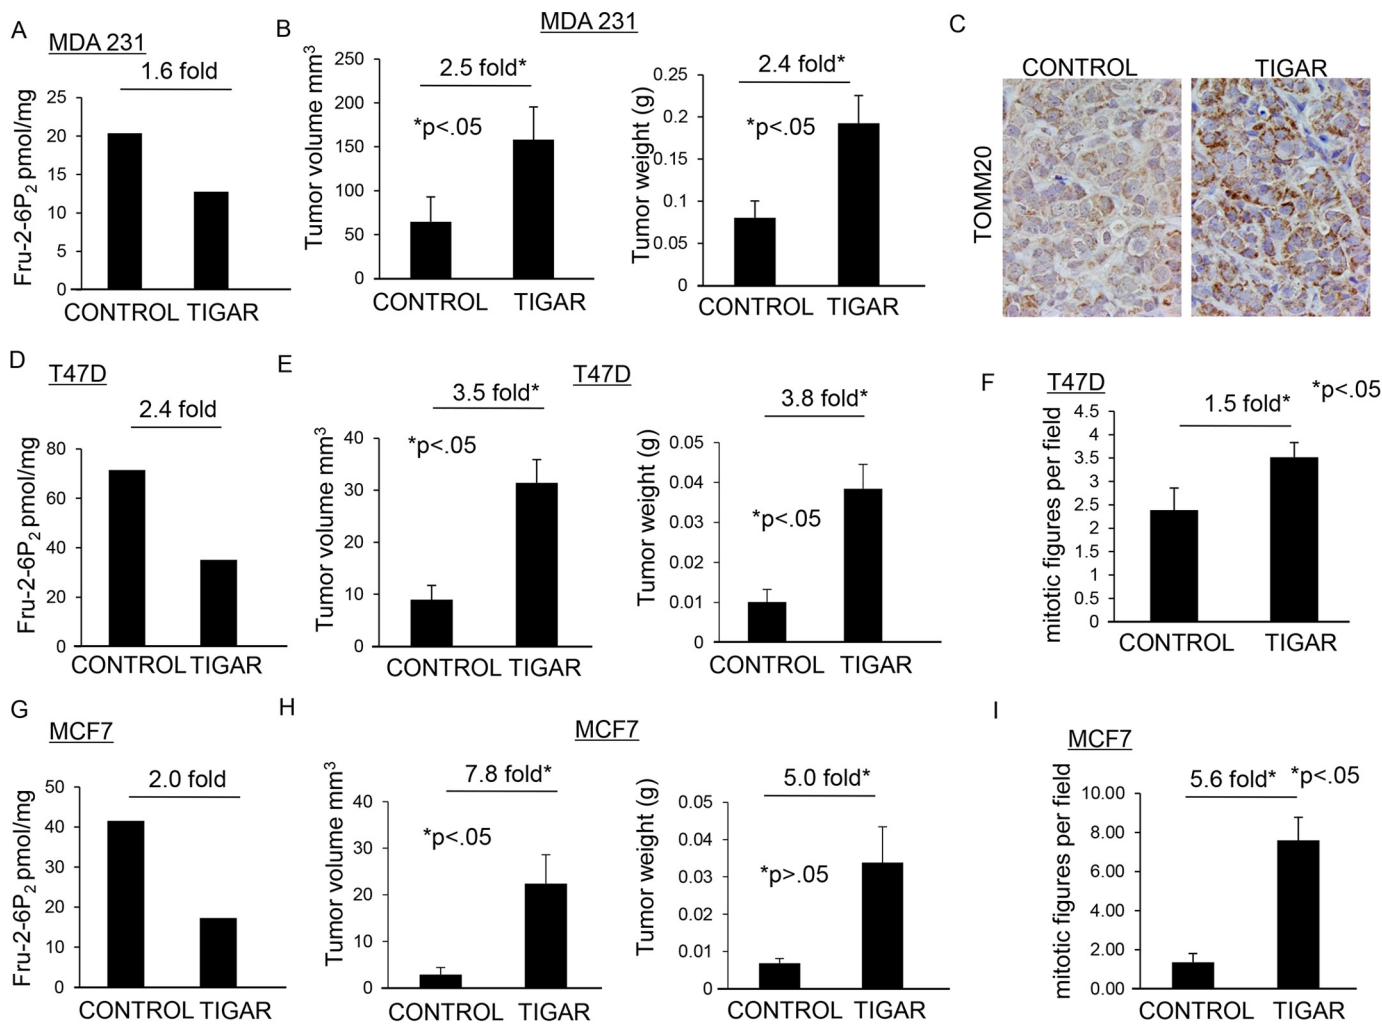 A
MDA 231
1.6 fold
Fru-2-6P2 pmol/mg
25
20
15
10
5
0
CONTROL TIGAR
B
MDA 231
2.5 fold*
*p<.05
Tumor volume mm3
250
200
150
100
50
0
CONTROL TIGAR
2.4 fold*
*p<.05
Tumor weight (g)
0.25
0.2
0.15
0.1
0.05
0
CONTROL TIGAR
C
CONTROL TIGAR
TOMM20
D
T47D
2.4 fold
Fru-2-6P2 pmol/mg
80
60
40
20
0
CONTROL TIGAR
E
T47D
3.5 fold*
*p<.05
Tumor volume mm3
40
30
20
10
0
CONTROL TIGAR
3.8 fold*
*p<.05
Tumor weight (g)
0.05
0.04
0.03
0.02
0.01
0
CONTROL TIGAR
F
T47D
*p<.05
1.5 fold*
mitotic figures per field
4.5
4
3.5
3
2.5
2
1.5
1
0.5
0
CONTROL TIGAR
G
MCF7
2.0 fold
Fru-2-6P2 pmol/mg
50
40
30
20
10
0
CONTROL TIGAR
H
MCF7
7.8 fold*
*p<.05
Tumor volume mm3
40
30
20
10
0
CONTROL TIGAR
5.0 fold*
*p>.05
Tumor weight (g)
0.05
0.04
0.03
0.02
0.01
0
CONTROL TIGAR
I
MCF7
5.6 fold*
*p<.05
mitotic figures per field
10.00
8.00
6.00
4.00
2.00
0.00
CONTROL TIGAR